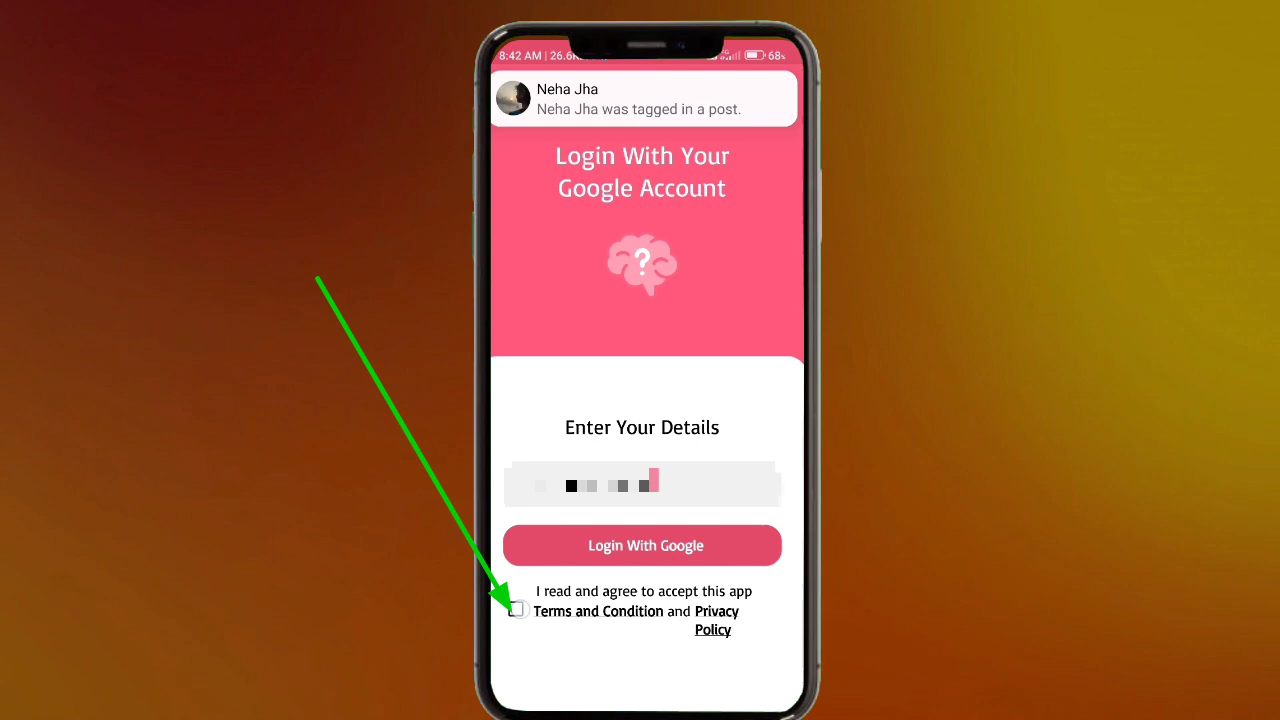 8:42 AM | 26.6K 68%
Neha Jha
Neha Jha was tagged in a post.
Login With Your
Google Account
?
Enter Your Details
Login With Google
I read and agree to accept this app
Terms and Condition and Privacy
Policy